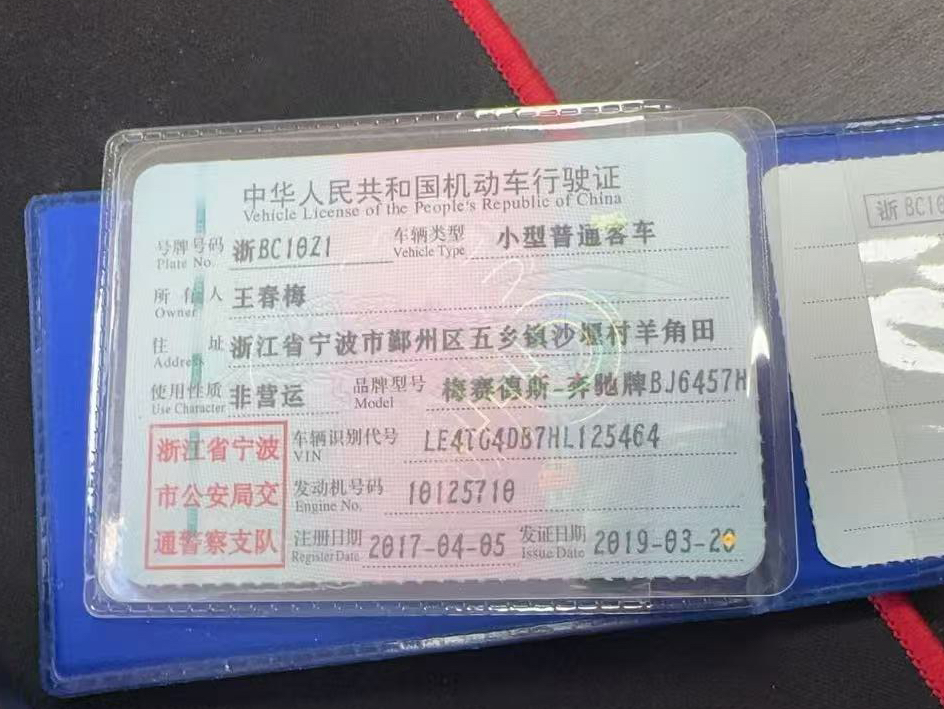 中华人民共和国机动车行驶证
Vehicle License of the People's Republic of China
号牌号码 浙BC10Z1 车辆类型 小型普通客车
Plate No. Vehicle Type
所有人 王春梅
Owner
住址 浙江省宁波市鄞州区五乡镇沙堰村羊角田
Address
使用性质 非营运 品牌型号 梅赛德斯-奔驰牌BJ6457H
Use Character Model
浙江省宁波
市公安局交
通警察支队
车辆识别代号 LE4TG4DB7HL125464
VIN
发动机号码 10125710
Engine No.
注册日期 2017-04-05 发证日期 2019-03-20
Register Date Issue Date
浙BC10